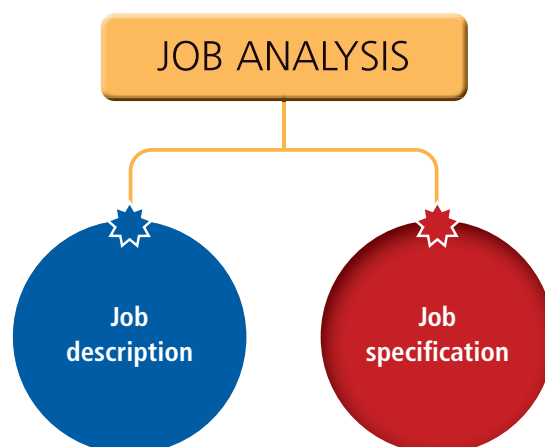 JOB ANALYSIS
Job
description
Job
specification